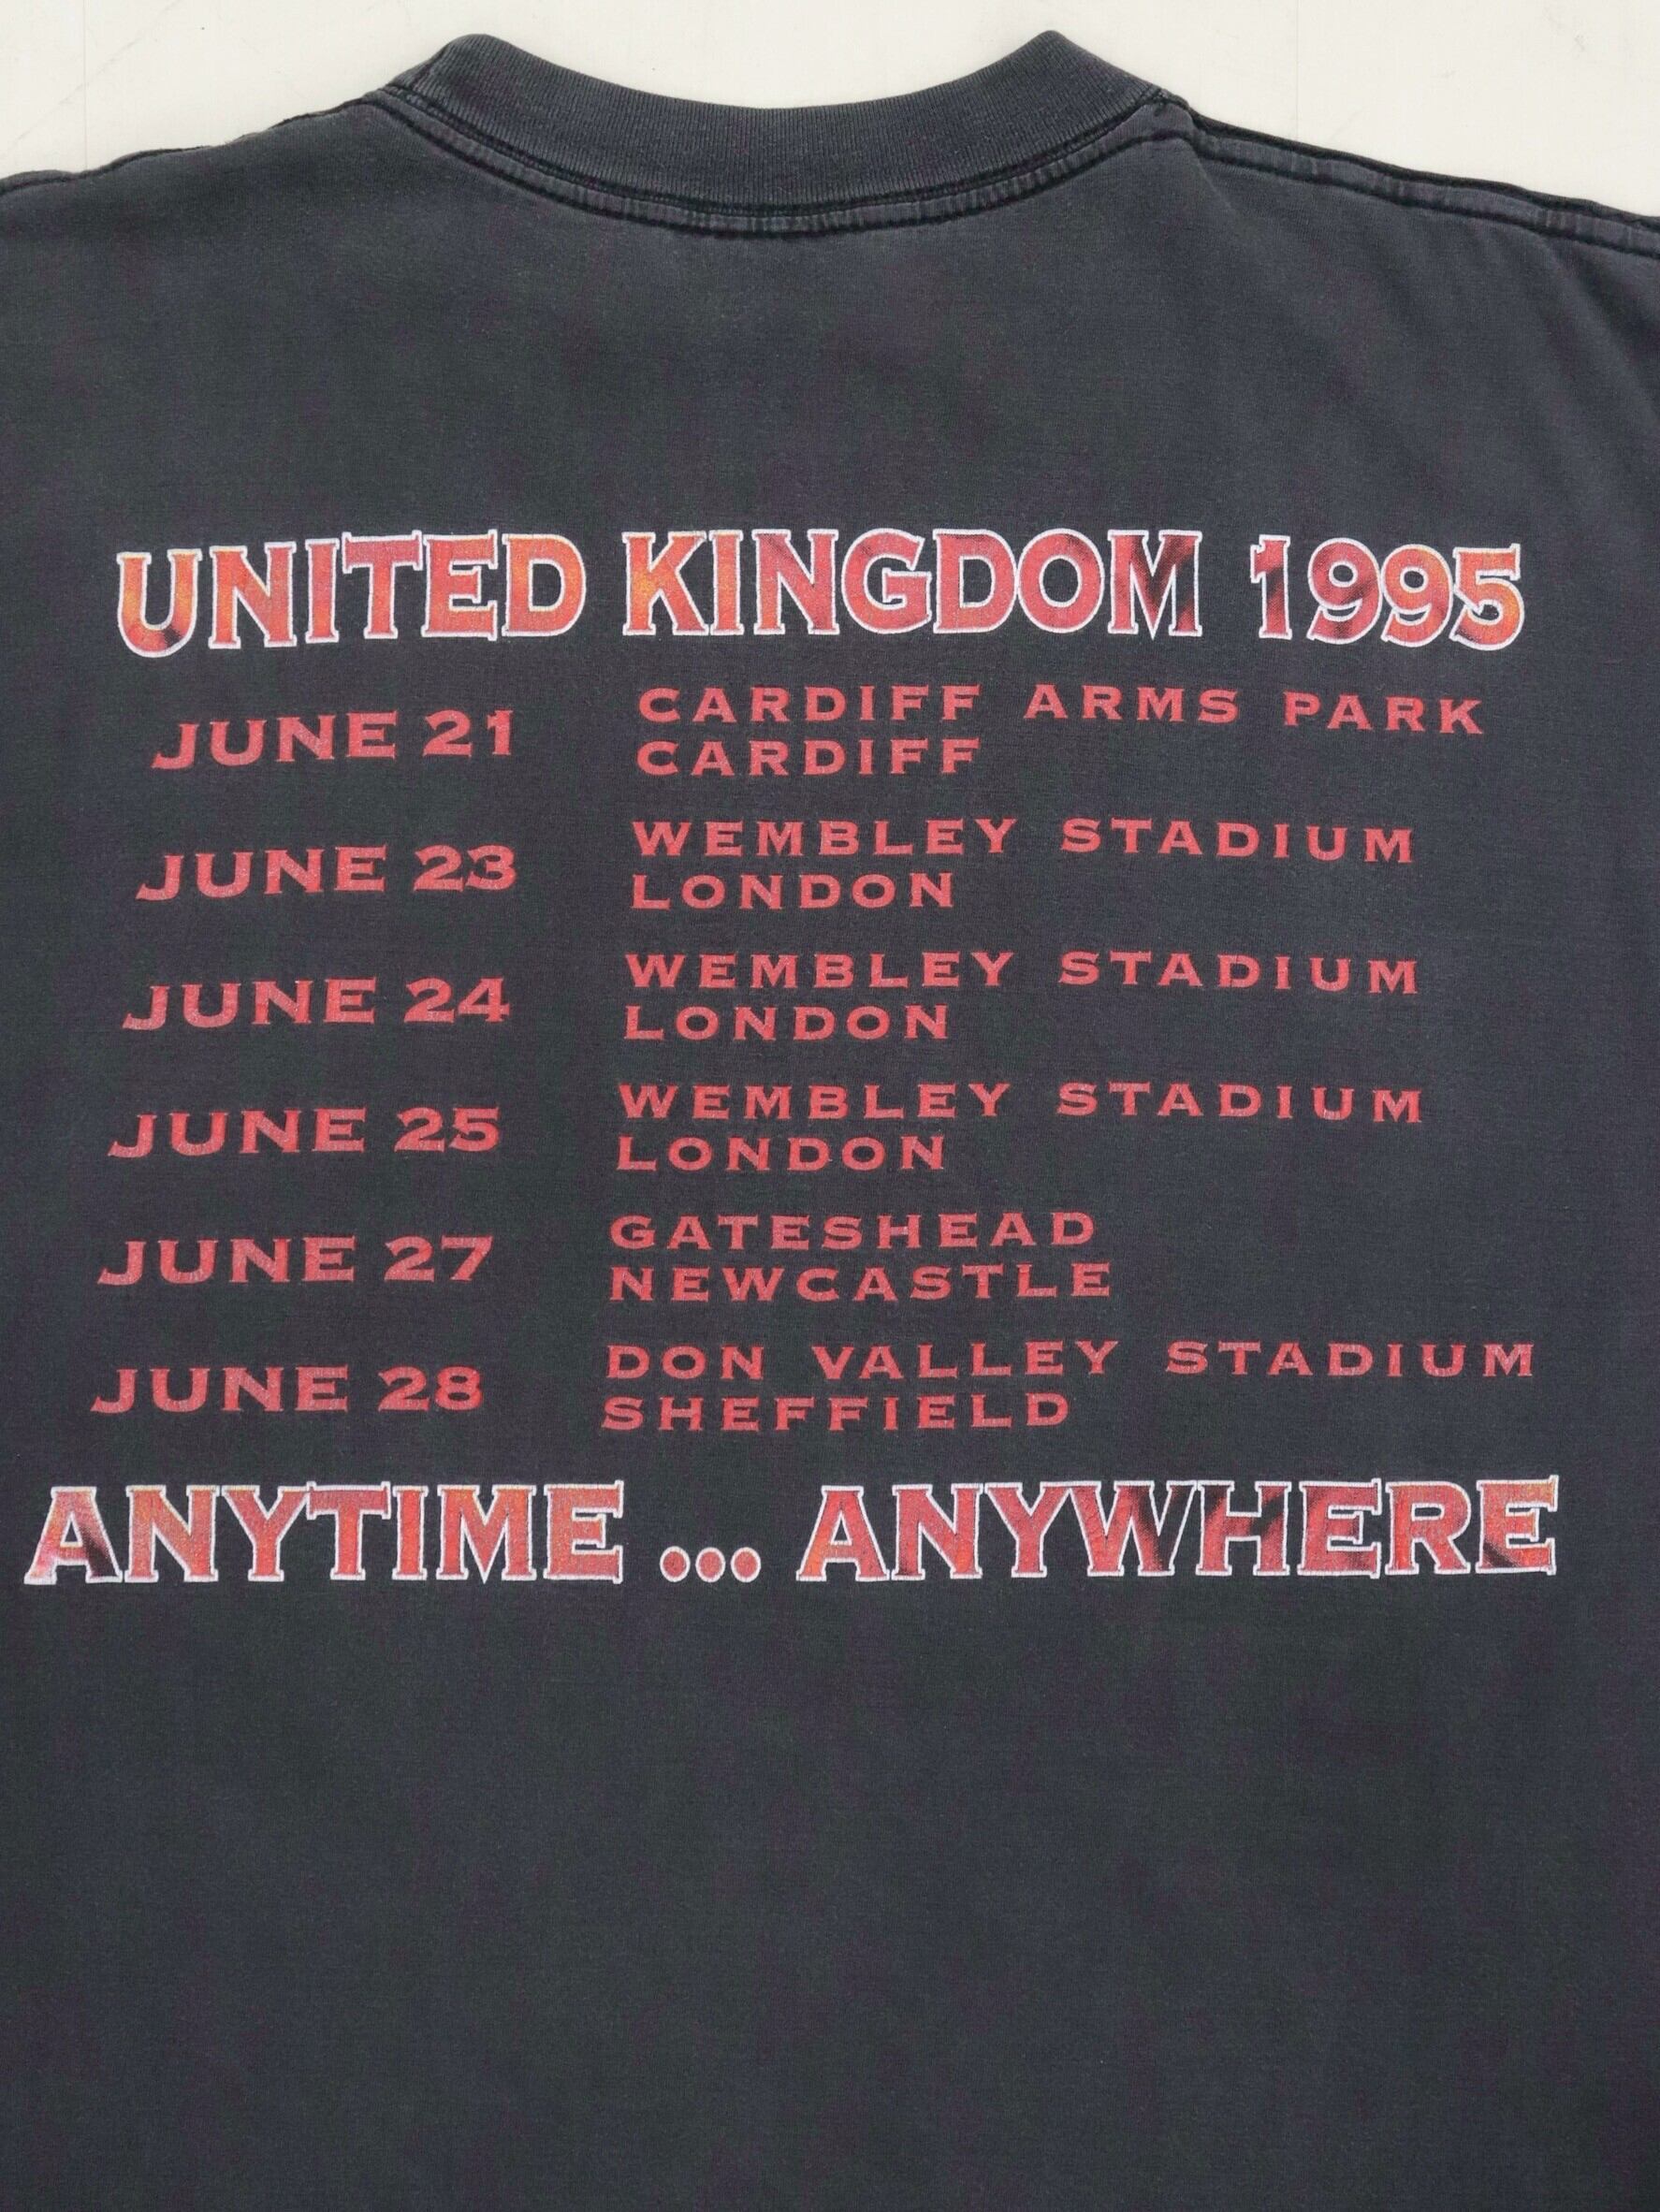 UNITED KINGDOM 1995
JUNE 21 CARDIFF ARMS PARK
CARDIFF
JUNE 23 WEMBLEY STADIUM
LONDON
JUNE 24 WEMBLEY STADIUM
LONDON
JUNE 25 WEMBLEY STADIUM
LONDON
JUNE 27 GATESHEAD
NEWCASTLE
JUNE 28 DON VALLEY STADIUM
SHEFFIELD
ANYTIME ... ANYWHERE